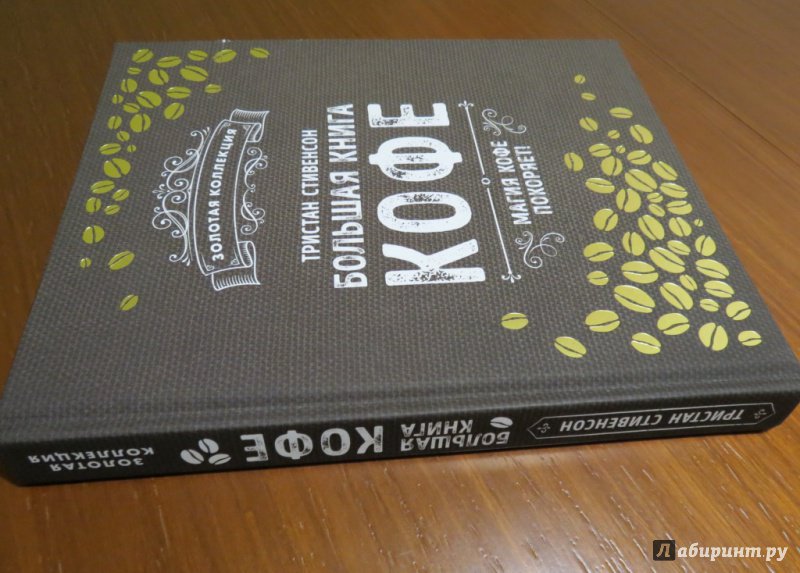 ЗОЛОТАЯ КОЛЛЕКЦИЯ
ТРИСТАН СТИВЕНСОН
БОЛЬШАЯ КНИГА
КОФЕ
МАГИЯ КОФЕ
ПОКОРЯЕТ!
ТРИСТАН СТИВЕНСОН
БОЛЬШАЯ
КНИГА
КОФЕ
ЗОЛОТАЯ
КОЛЛЕКЦИЯ
Лабиринт.ру